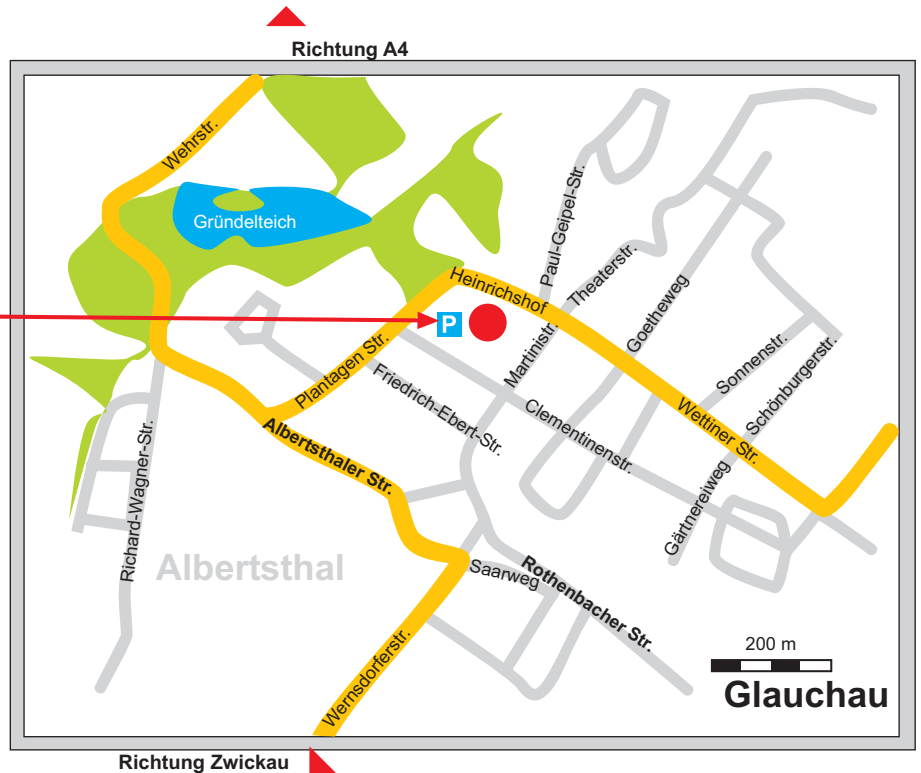 Richtung A4
Wehrstr.
Gründelteich
Paul-Geipel-Str.
Theaterstr.
Heinrichshof
P
Goetheweg
Martinistr.
Plantagen Str.
Friedrich-Ebert-Str.
Clementinenstr.
Sonnenstr.
Schönburgerstr.
Wettiner Str.
Albertsthaler Str.
Richard-Wagner-Str.
Gärtnereiweg
Albertsthal
Saarweg
Rothenbacher Str.
Wernsdorferstr.
200 m
Glauchau
Richtung Zwickau